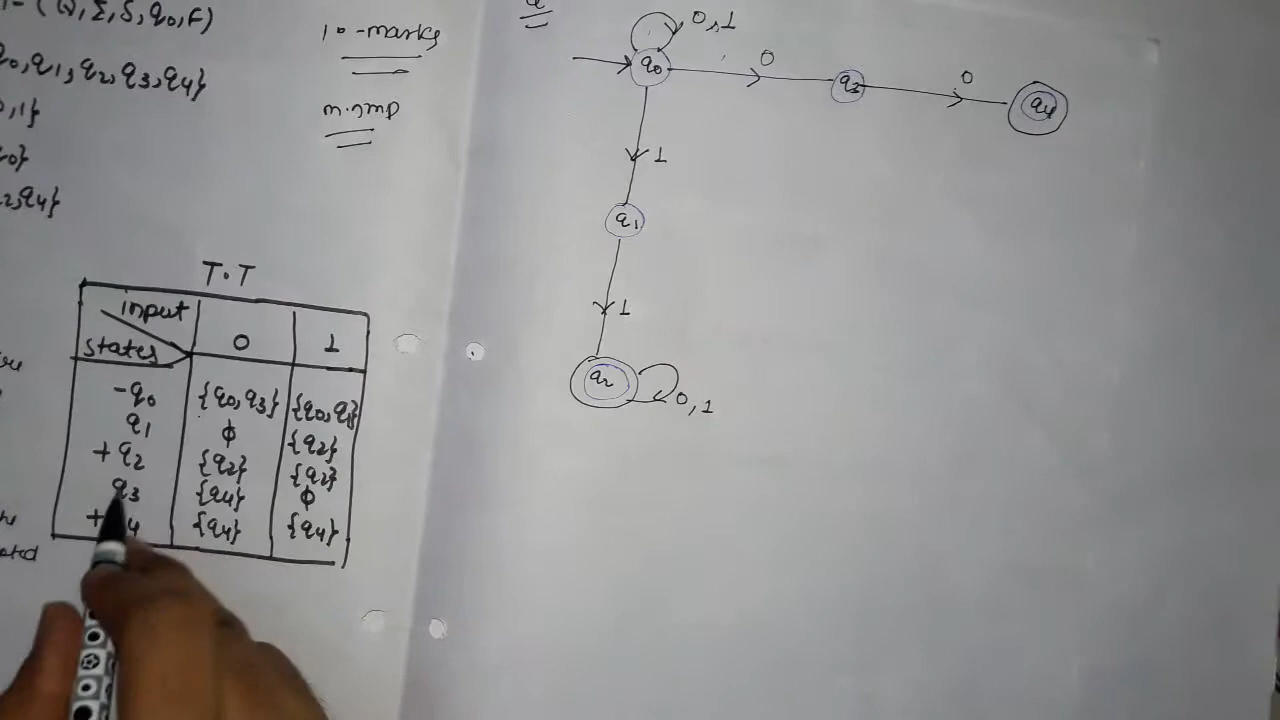 (Q, Σ, δ, q0, F)
q0, q1, q2, q3, q4}
0,1}
q0}
q2,q4}
10-marks
m.imp
T.T
input
states
0 1
-q0 {q0,q3} {q0,q1}
q1 ϕ {q2}
+q2 {q2} {q2}
q3 {q4} ϕ
+ 4 {q4} {q4}
0,1
q0
0
q3
0
q4
1
q1
1
q2
0,1